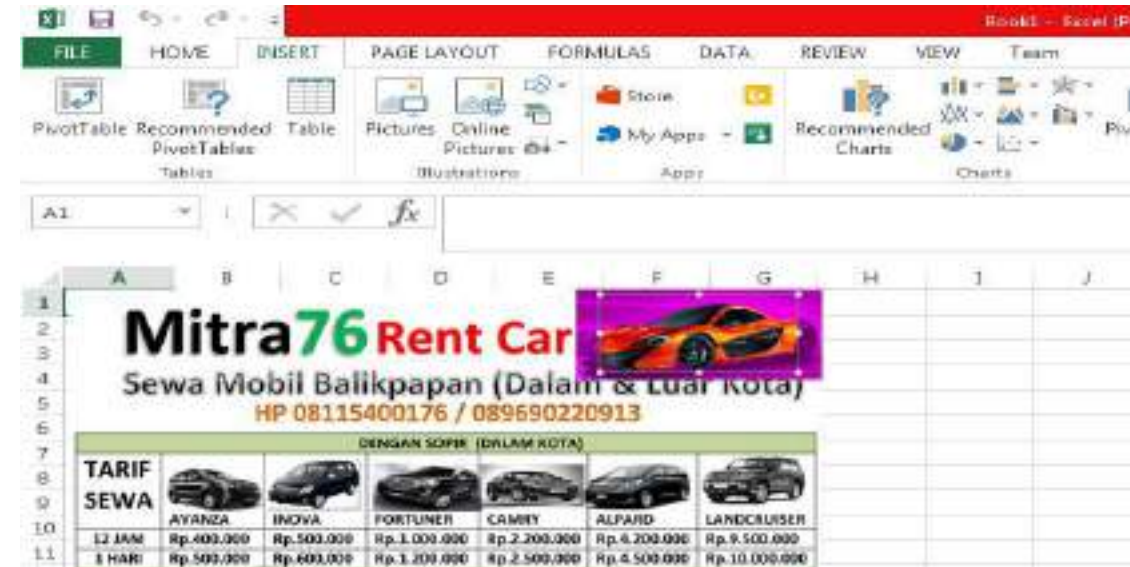 Book1 - Excel (P
FILE HOME INSERT PAGE LAYOUT FORMULAS DATA REVIEW VIEW Team
PivotTable Recommended PivotTables Table Pictures Online Pictures Store My Apps Recommended Charts Piv
Tables Illustrations Apps Charts
A1 fx
A B C D E F G H I J
1
2
3
4
5
6
7
8
9
10
11
Mitra76 Rent Car
Sewa Mobil Balikpapan (Dalam & Luar Kota)
HP 08115400176 / 089690220913
DENGAN SOPIR (DALAM KOTA)
TARIF
SEWA
AVANZA INOVA FORTUNER CAMRY ALPARD LANDCRUISER
12 JAM Rp.400.000 Rp.500.000 Rp.1.000.000 Rp.2.200.000 Rp.4.200.000 Rp.9.500.000
1 HARI Rp.500.000 Rp.600.000 Rp.1.200.000 Rp.2.500.000 Rp.4.500.000 Rp.10.000.000